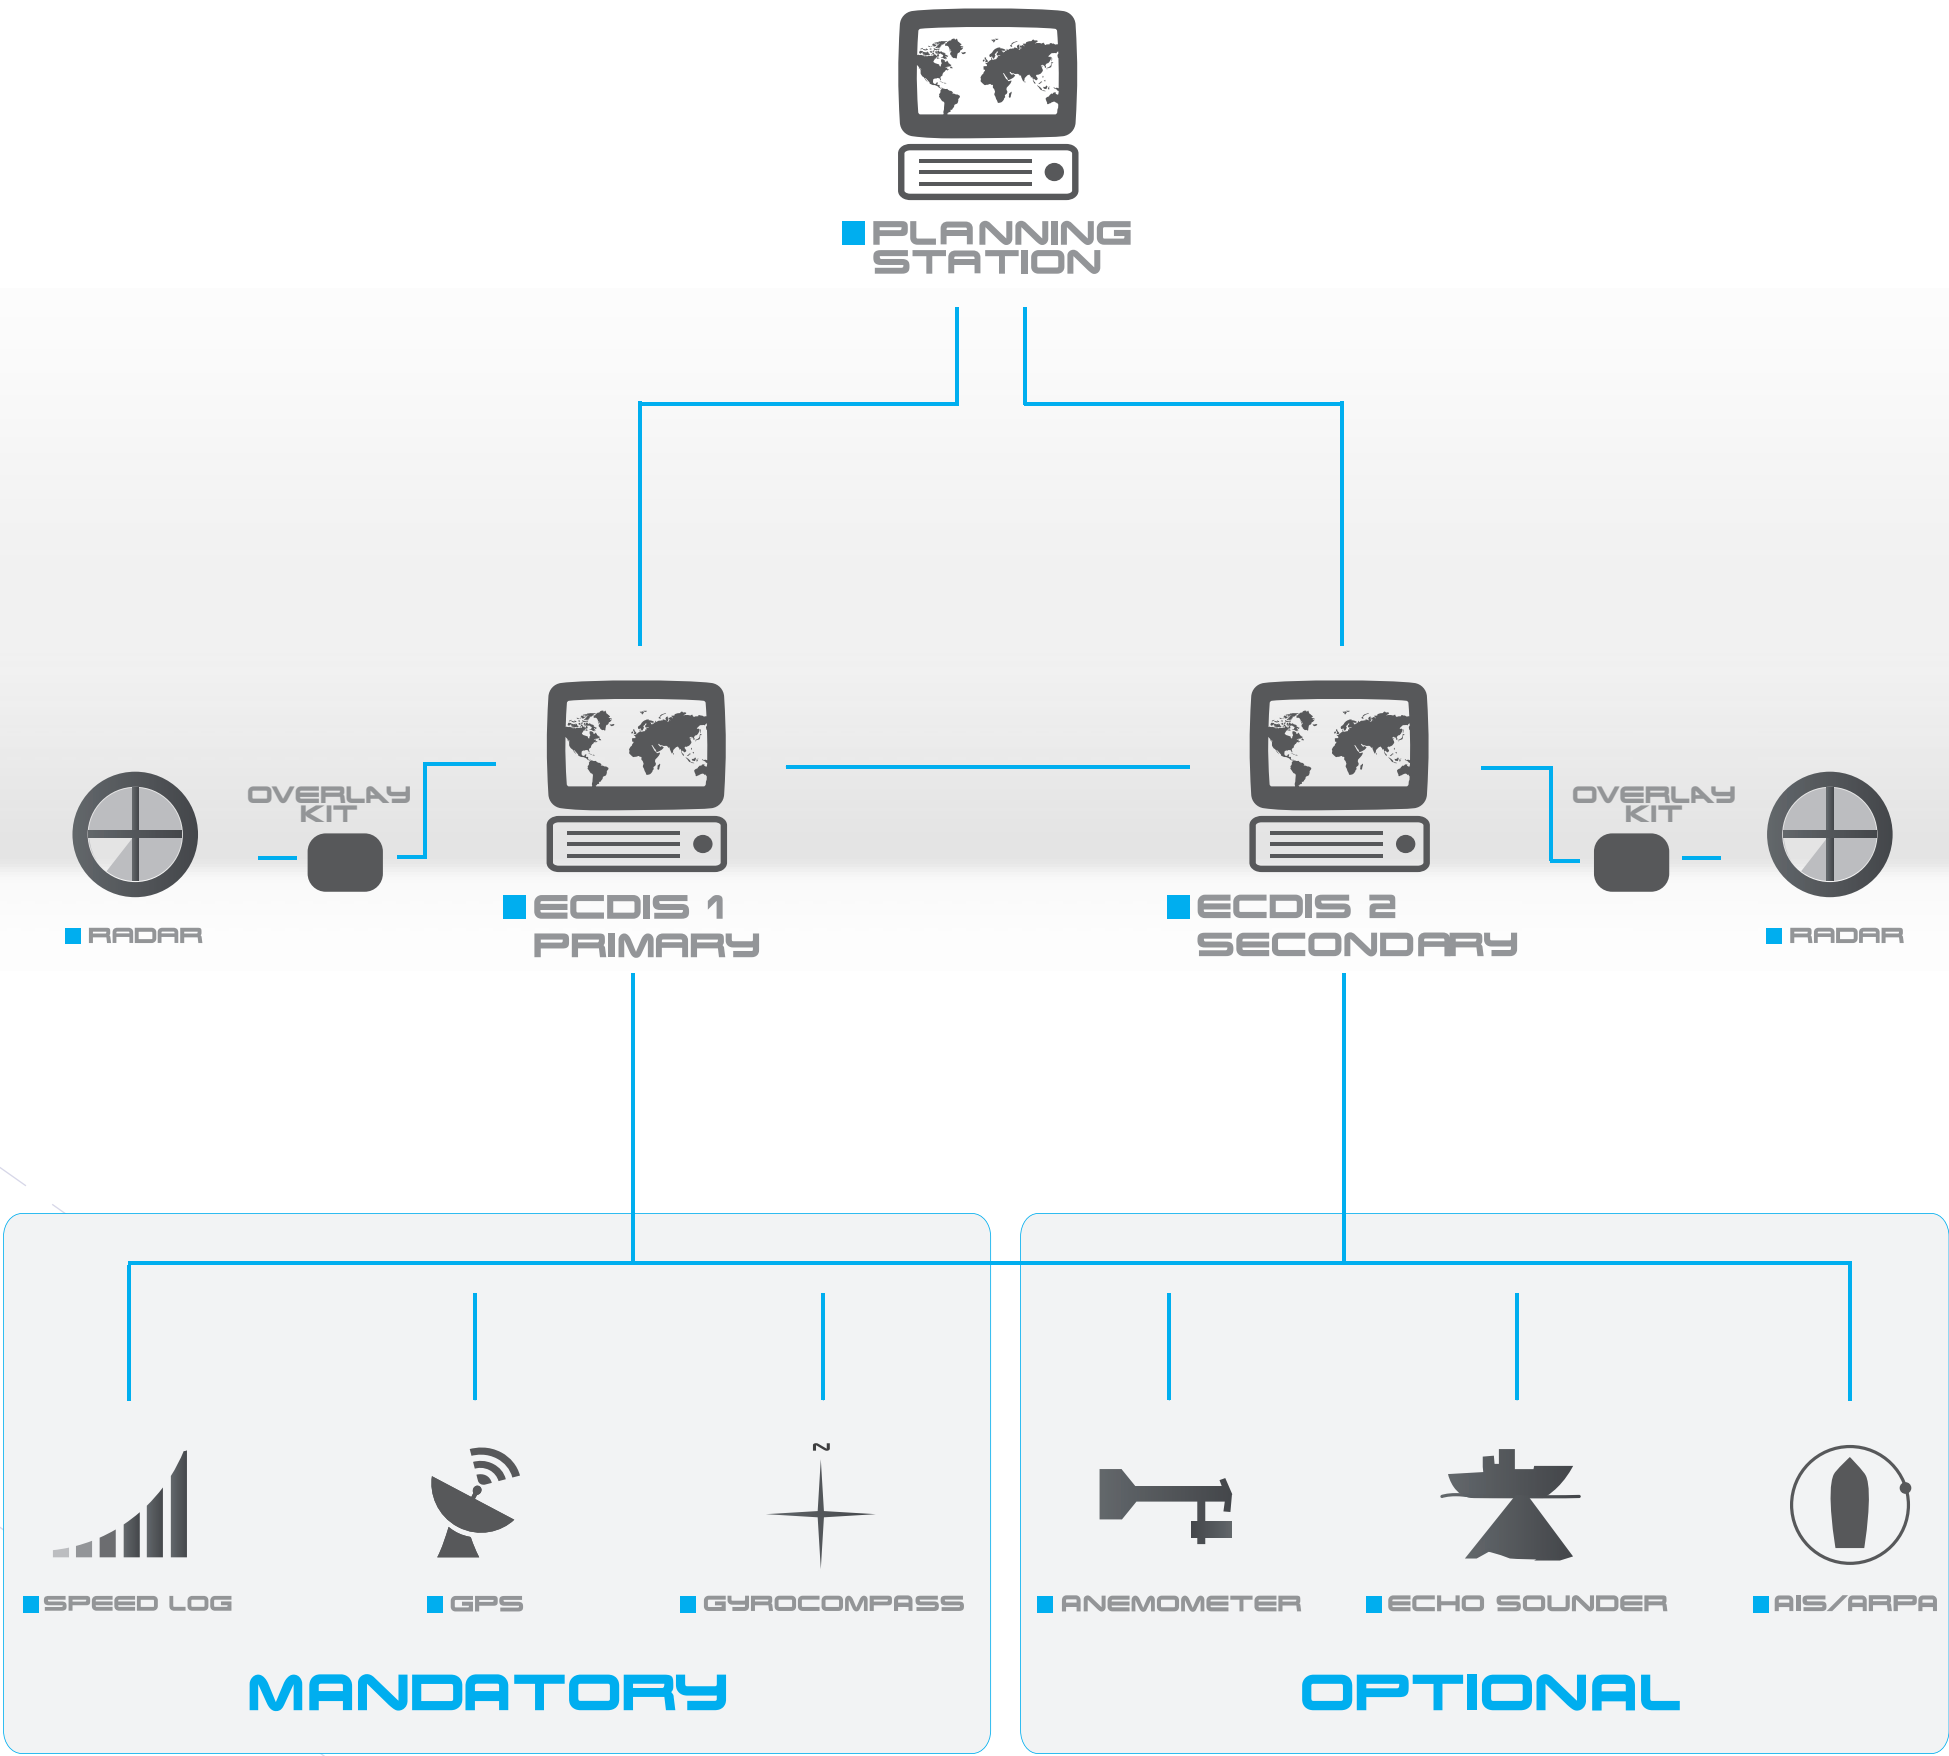 PLANNING
STATION
OVERLAY
KIT
OVERLAY
KIT
ECDIS 1
PRIMARY
ECDIS 2
SECONDARY
RADAR
RADAR
N
SPEED LOG
GPS
GYROCOMPASS
ANEMOMETER
ECHO SOUNDER
AIS/ARPA
MANDATORY
OPTIONAL